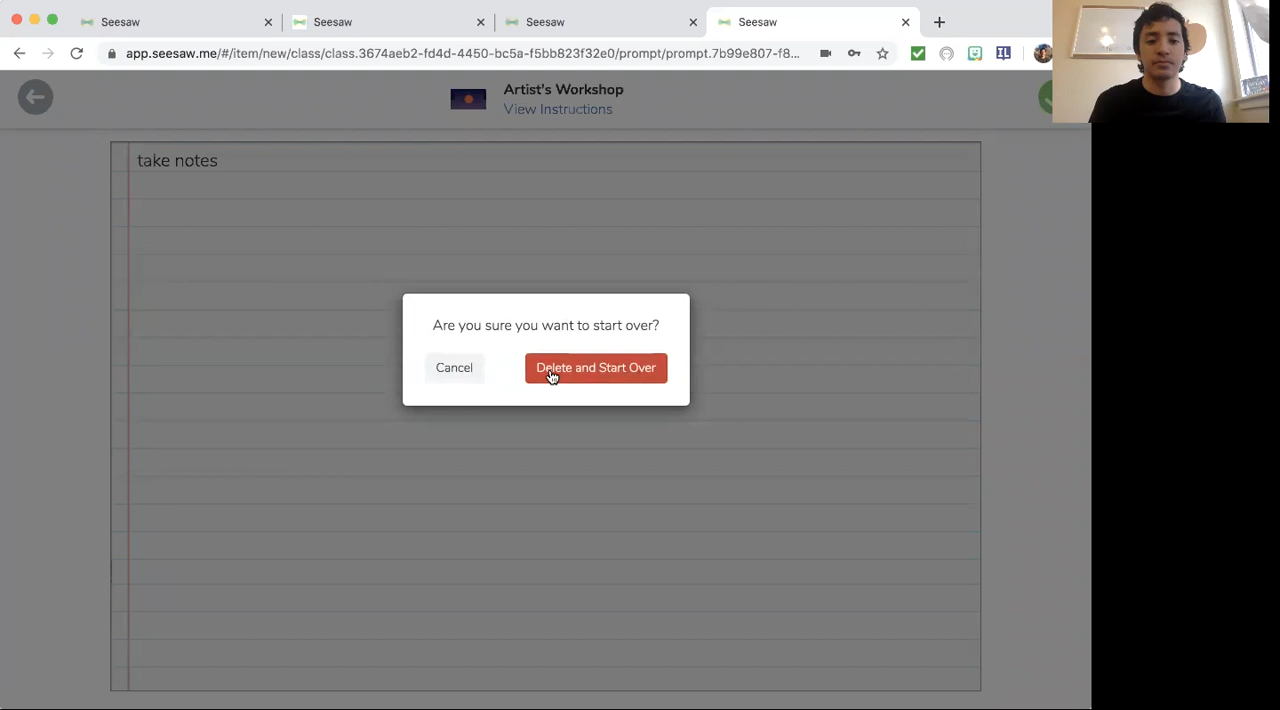 Seesaw
Seesaw
Seesaw
Seesaw
app.seesaw.me/#/item/new/class/class.3674aeb2-fd4d-4450-bc5a-f5bb823f32e0/prompt/prompt.7b99e807-f8...
IL
Artist's Workshop
View Instructions
take notes
Are you sure you want to start over?
Cancel
Delete and Start Over